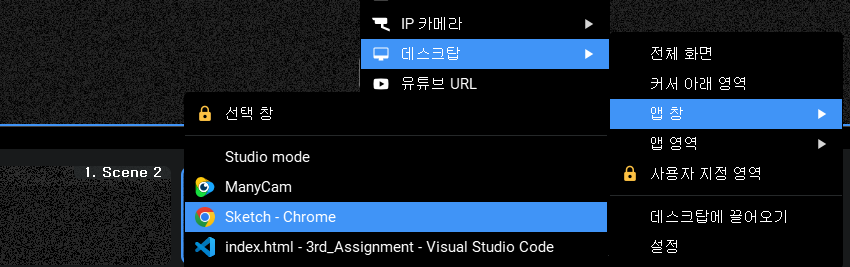 IP 카메라
데스크탑
유튜브 URL
전체 화면
커서 아래 영역
앱 창
앱 영역
사용자 지정 영역
데스크탑에 끌어오기
설정
선택 창
Studio mode
ManyCam
Sketch - Chrome
index.html - 3rd_Assignment - Visual Studio Code
1. Scene 2